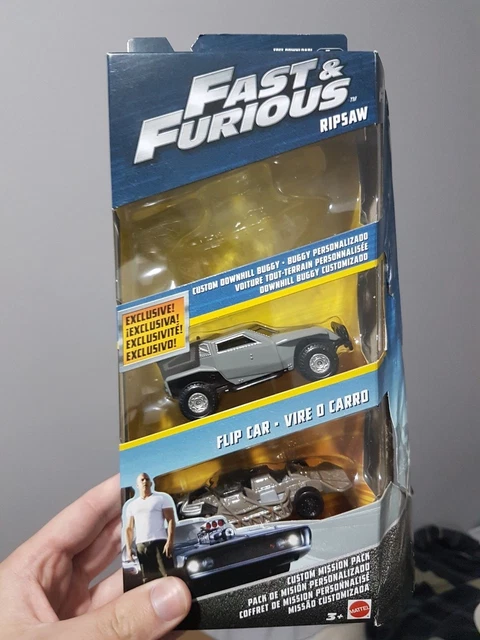 FAST &
FURIOUS™
RIPSAW
CUSTOM DOWNHILL BUGGY • BUGGY PERSONALIZADO
VOITURE TOUT-TERRAIN PERSONNALISÉE
DOWNHILL BUGGY CUSTOMIZADO
EXCLUSIVE!
¡EXCLUSIVA!
EXCLUSIVITÉ!
EXCLUSIVO!
FLIP CAR • VIRE O CARRO
CUSTOM MISSION PACK
PACK DE MISIÓN PERSONALIZADO
COFFRET DE MISSION PERSONNALISÉ
MISSÃO CUSTOMIZADA
3+
MATTEL